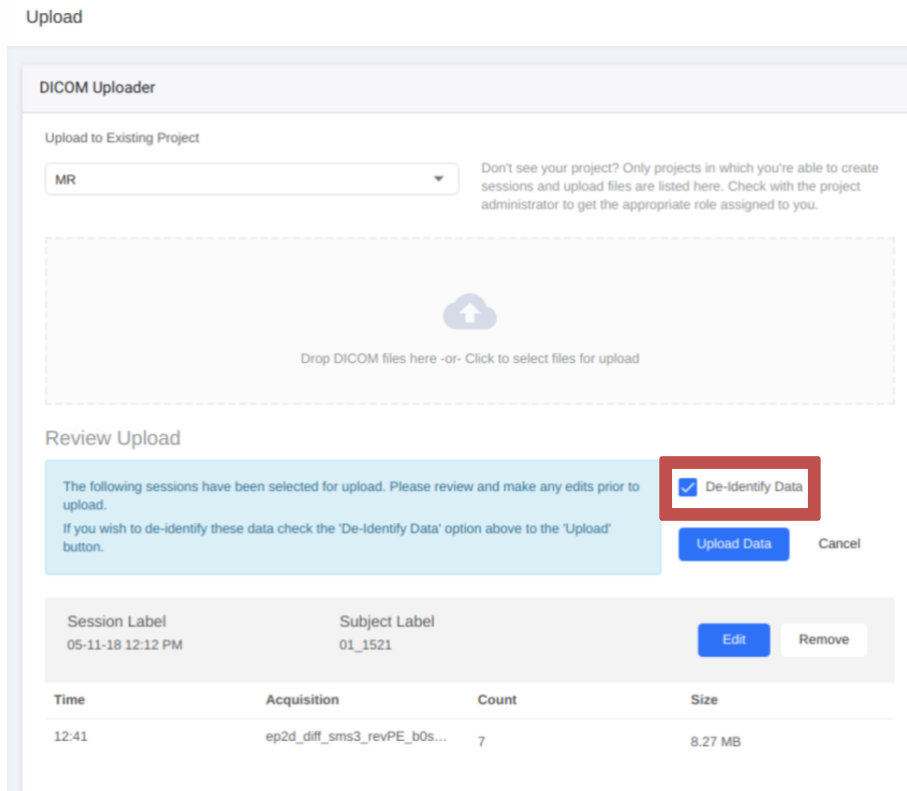 Upload
DICOM Uploader
Upload to Existing Project
MR
Don't see your project? Only projects in which you're able to create
sessions and upload files are listed here. Check with the project
administrator to get the appropriate role assigned to you.
Drop DICOM files here -or- Click to select files for upload
Review Upload
The following sessions have been selected for upload. Please review and make any edits prior to
upload.
If you wish to de-identify these data check the 'De-Identify Data' option above to the 'Upload'
button.
De-Identify Data
Upload Data Cancel
Session Label Subject Label
05-11-18 12:12 PM 01_1521
Edit Remove
Time Acquisition Count Size
12:41 ep2d_diff_sms3_revPE_b0s... 7 8.27 MB